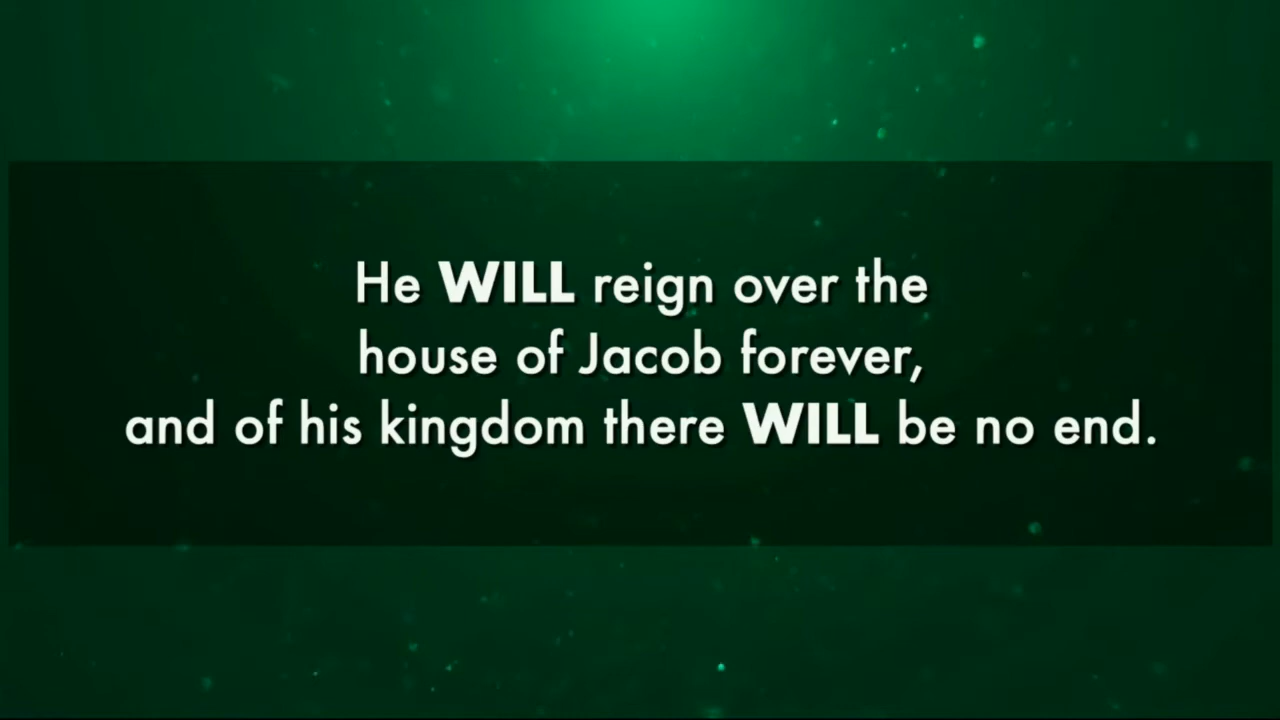 He WILL reign over the
house of Jacob forever,
and of his kingdom there WILL be no end.